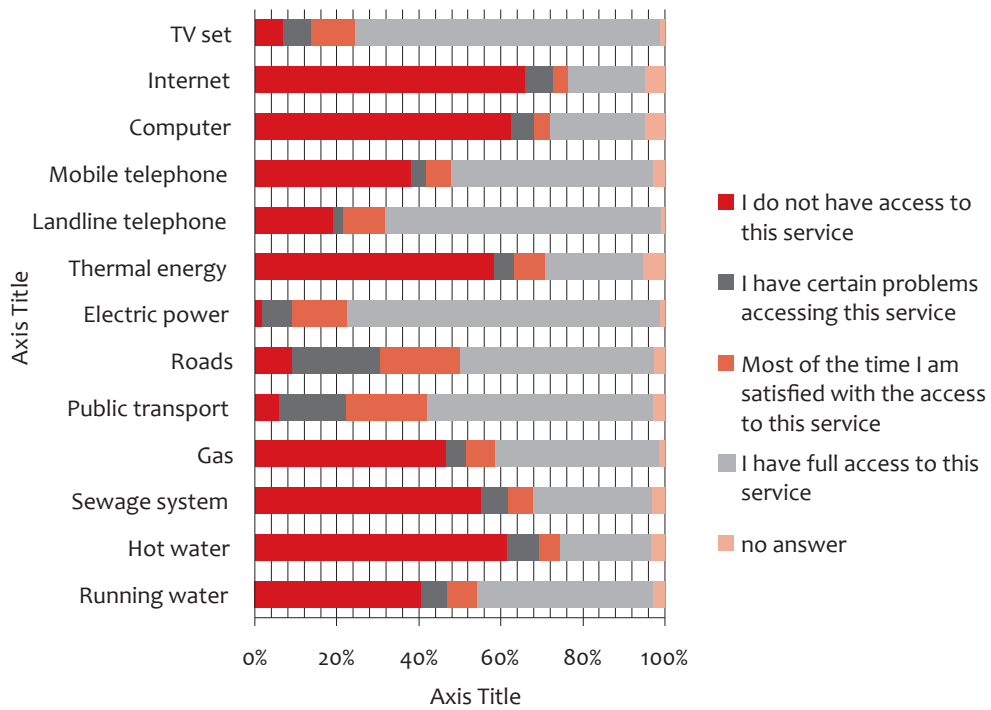 TV set
Internet
Computer
Mobile telephone
Landline telephone
Thermal energy
Electric power
Roads
Public transport
Gas
Sewage system
Hot water
Running water
Axis Title
0% 20% 40% 60% 80% 100%
Axis Title
I do not have access to
this service
I have certain problems
accessing this service
Most of the time I am
satisfied with the access
to this service
I have full access to this
service
no answer